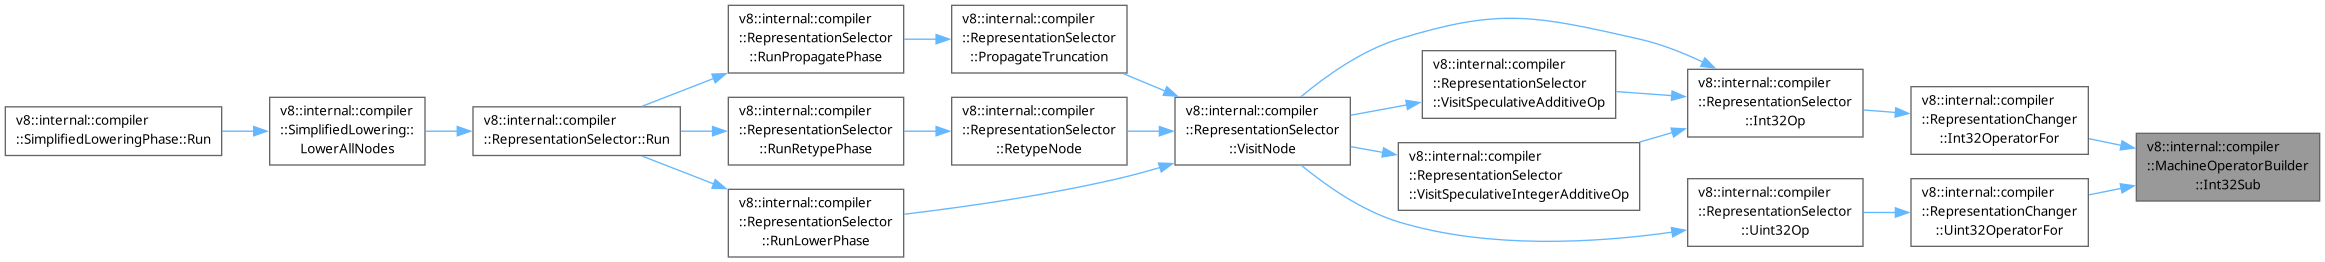 v8::internal::compiler
::SimplifiedLoweringPhase::Run
v8::internal::compiler
::SimplifiedLowering::
LowerAllNodes
v8::internal::compiler
::RepresentationSelector::Run
v8::internal::compiler
::RepresentationSelector
::RunPropagatePhase
v8::internal::compiler
::RepresentationSelector
::RunRetypePhase
v8::internal::compiler
::RepresentationSelector
::RunLowerPhase
v8::internal::compiler
::RepresentationSelector
::PropagateTruncation
v8::internal::compiler
::RepresentationSelector
::RetypeNode
v8::internal::compiler
::RepresentationSelector
::VisitNode
v8::internal::compiler
::RepresentationSelector
::VisitSpeculativeAdditiveOp
v8::internal::compiler
::RepresentationSelector
::VisitSpeculativeIntegerAdditiveOp
v8::internal::compiler
::RepresentationSelector
::Int32Op
v8::internal::compiler
::RepresentationSelector
::Uint32Op
v8::internal::compiler
::RepresentationChanger
::Int32OperatorFor
v8::internal::compiler
::RepresentationChanger
::Uint32OperatorFor
v8::internal::compiler
::MachineOperatorBuilder
::Int32Sub